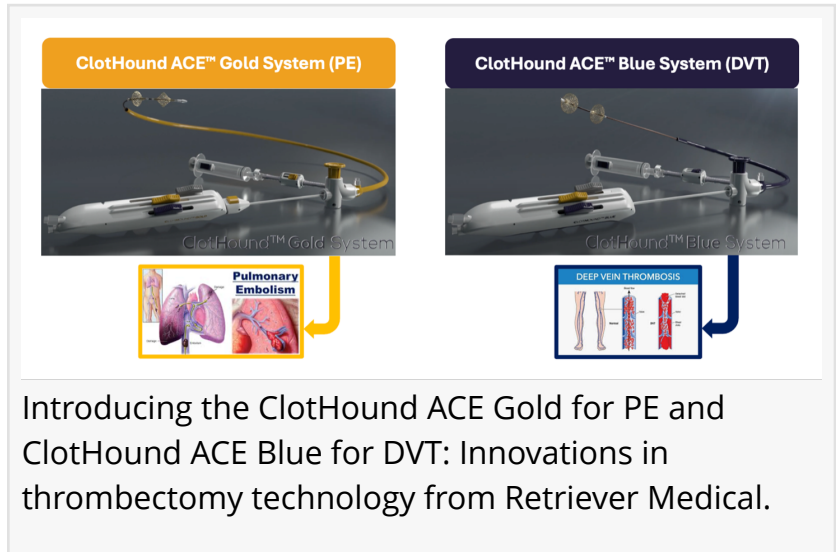 ClotHound ACE™ Gold System (PE)
ClotHound ACE™ Blue System (DVT)
ClotHound™ Gold System
ClotHound™ Blue System
Pulmonary
Embolism
DEEP VEIN THROMBOSIS
Introducing the ClotHound ACE Gold for PE and
ClotHound ACE Blue for DVT: Innovations in
thrombectomy technology from Retriever Medical.